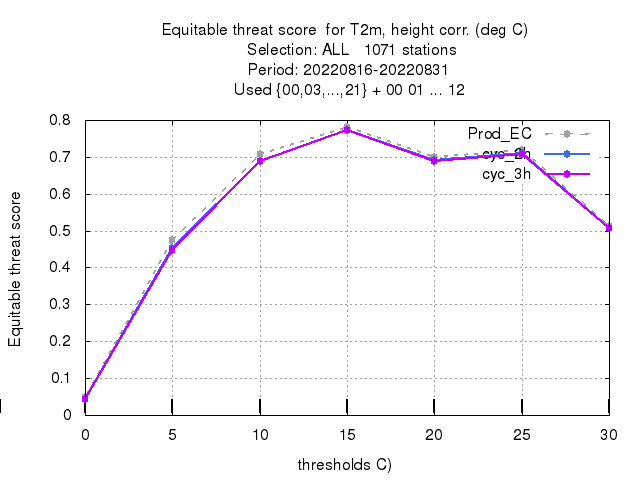 Equitable threat score  for T2m, height corr. (deg C)
Selection: ALL   1071 stations
Period: 20220816-20220831
Used {00,03,...,21} + 00 01 ... 12
Equitable threat score
0.8
0.7
0.6
0.5
0.4
0.3
0.2
0.1
0
Prod_EC
cyc_2h
cyc_3h
0 5 10 15 20 25 30
thresholds C)